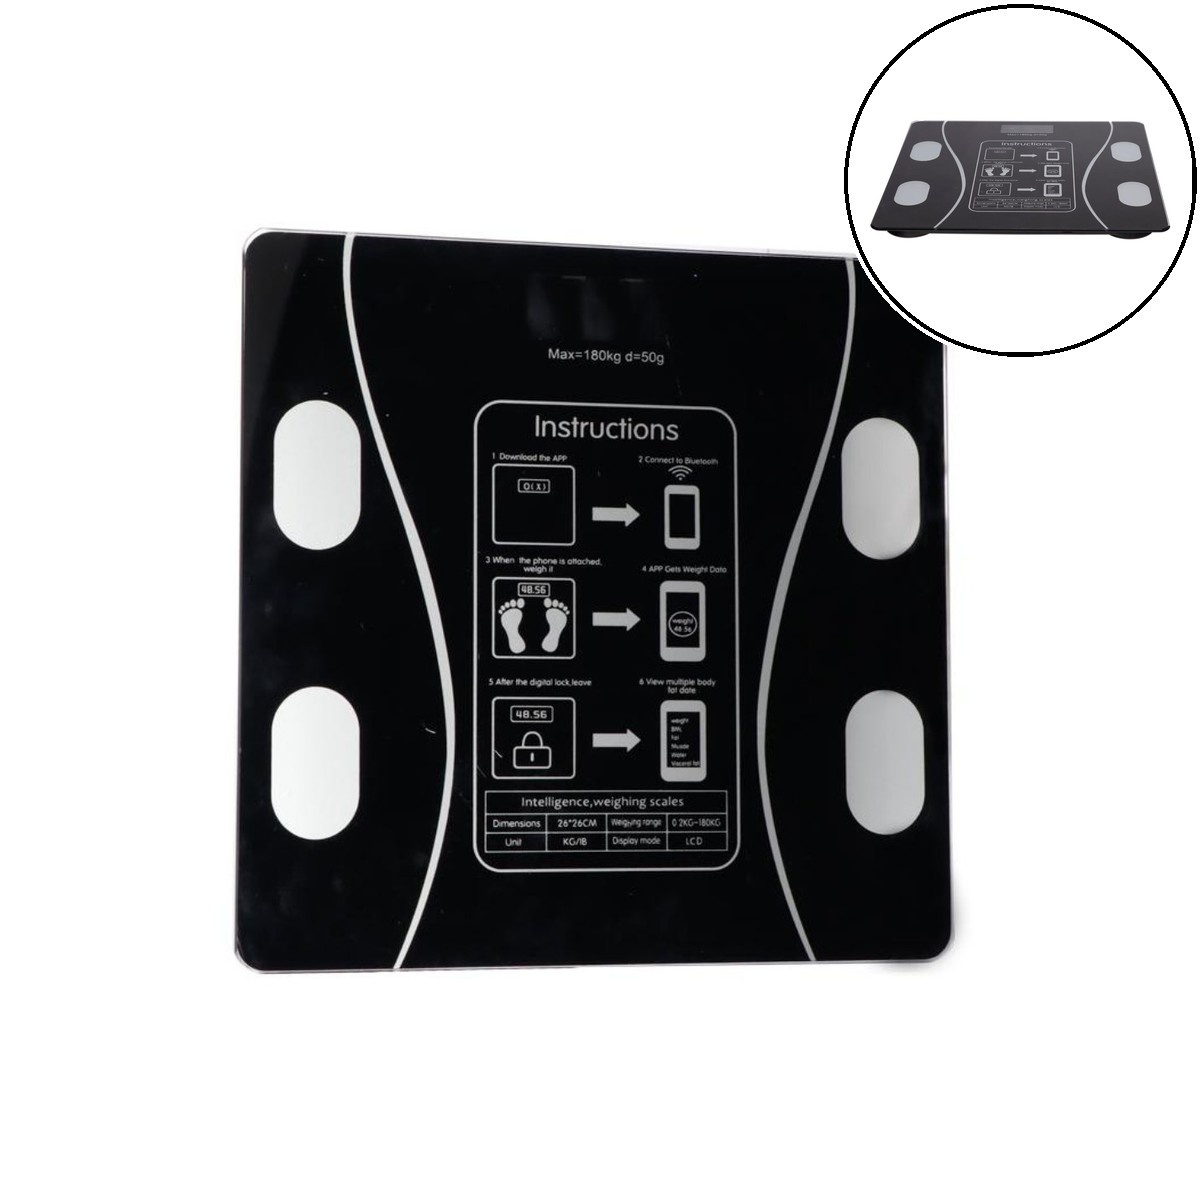 Max=180kg d=50g
Instructions
1 Download the APP
2 Connect to Bluetooth
0(X)
3 When the phone is attached,
weigh it
4 APP Gets Weight Data
48.56
weight
48 56
5 After the digital lock,leave
6 View multiple body
fat date
48.56
weight
BML
Fat
Muscle
Water
Visceral fat
Intelligence,weighing scales
Dimensions 26*26CM Weighying range 0 2KG-180KG
Unit KG/IB Display mode LCD
Instructions